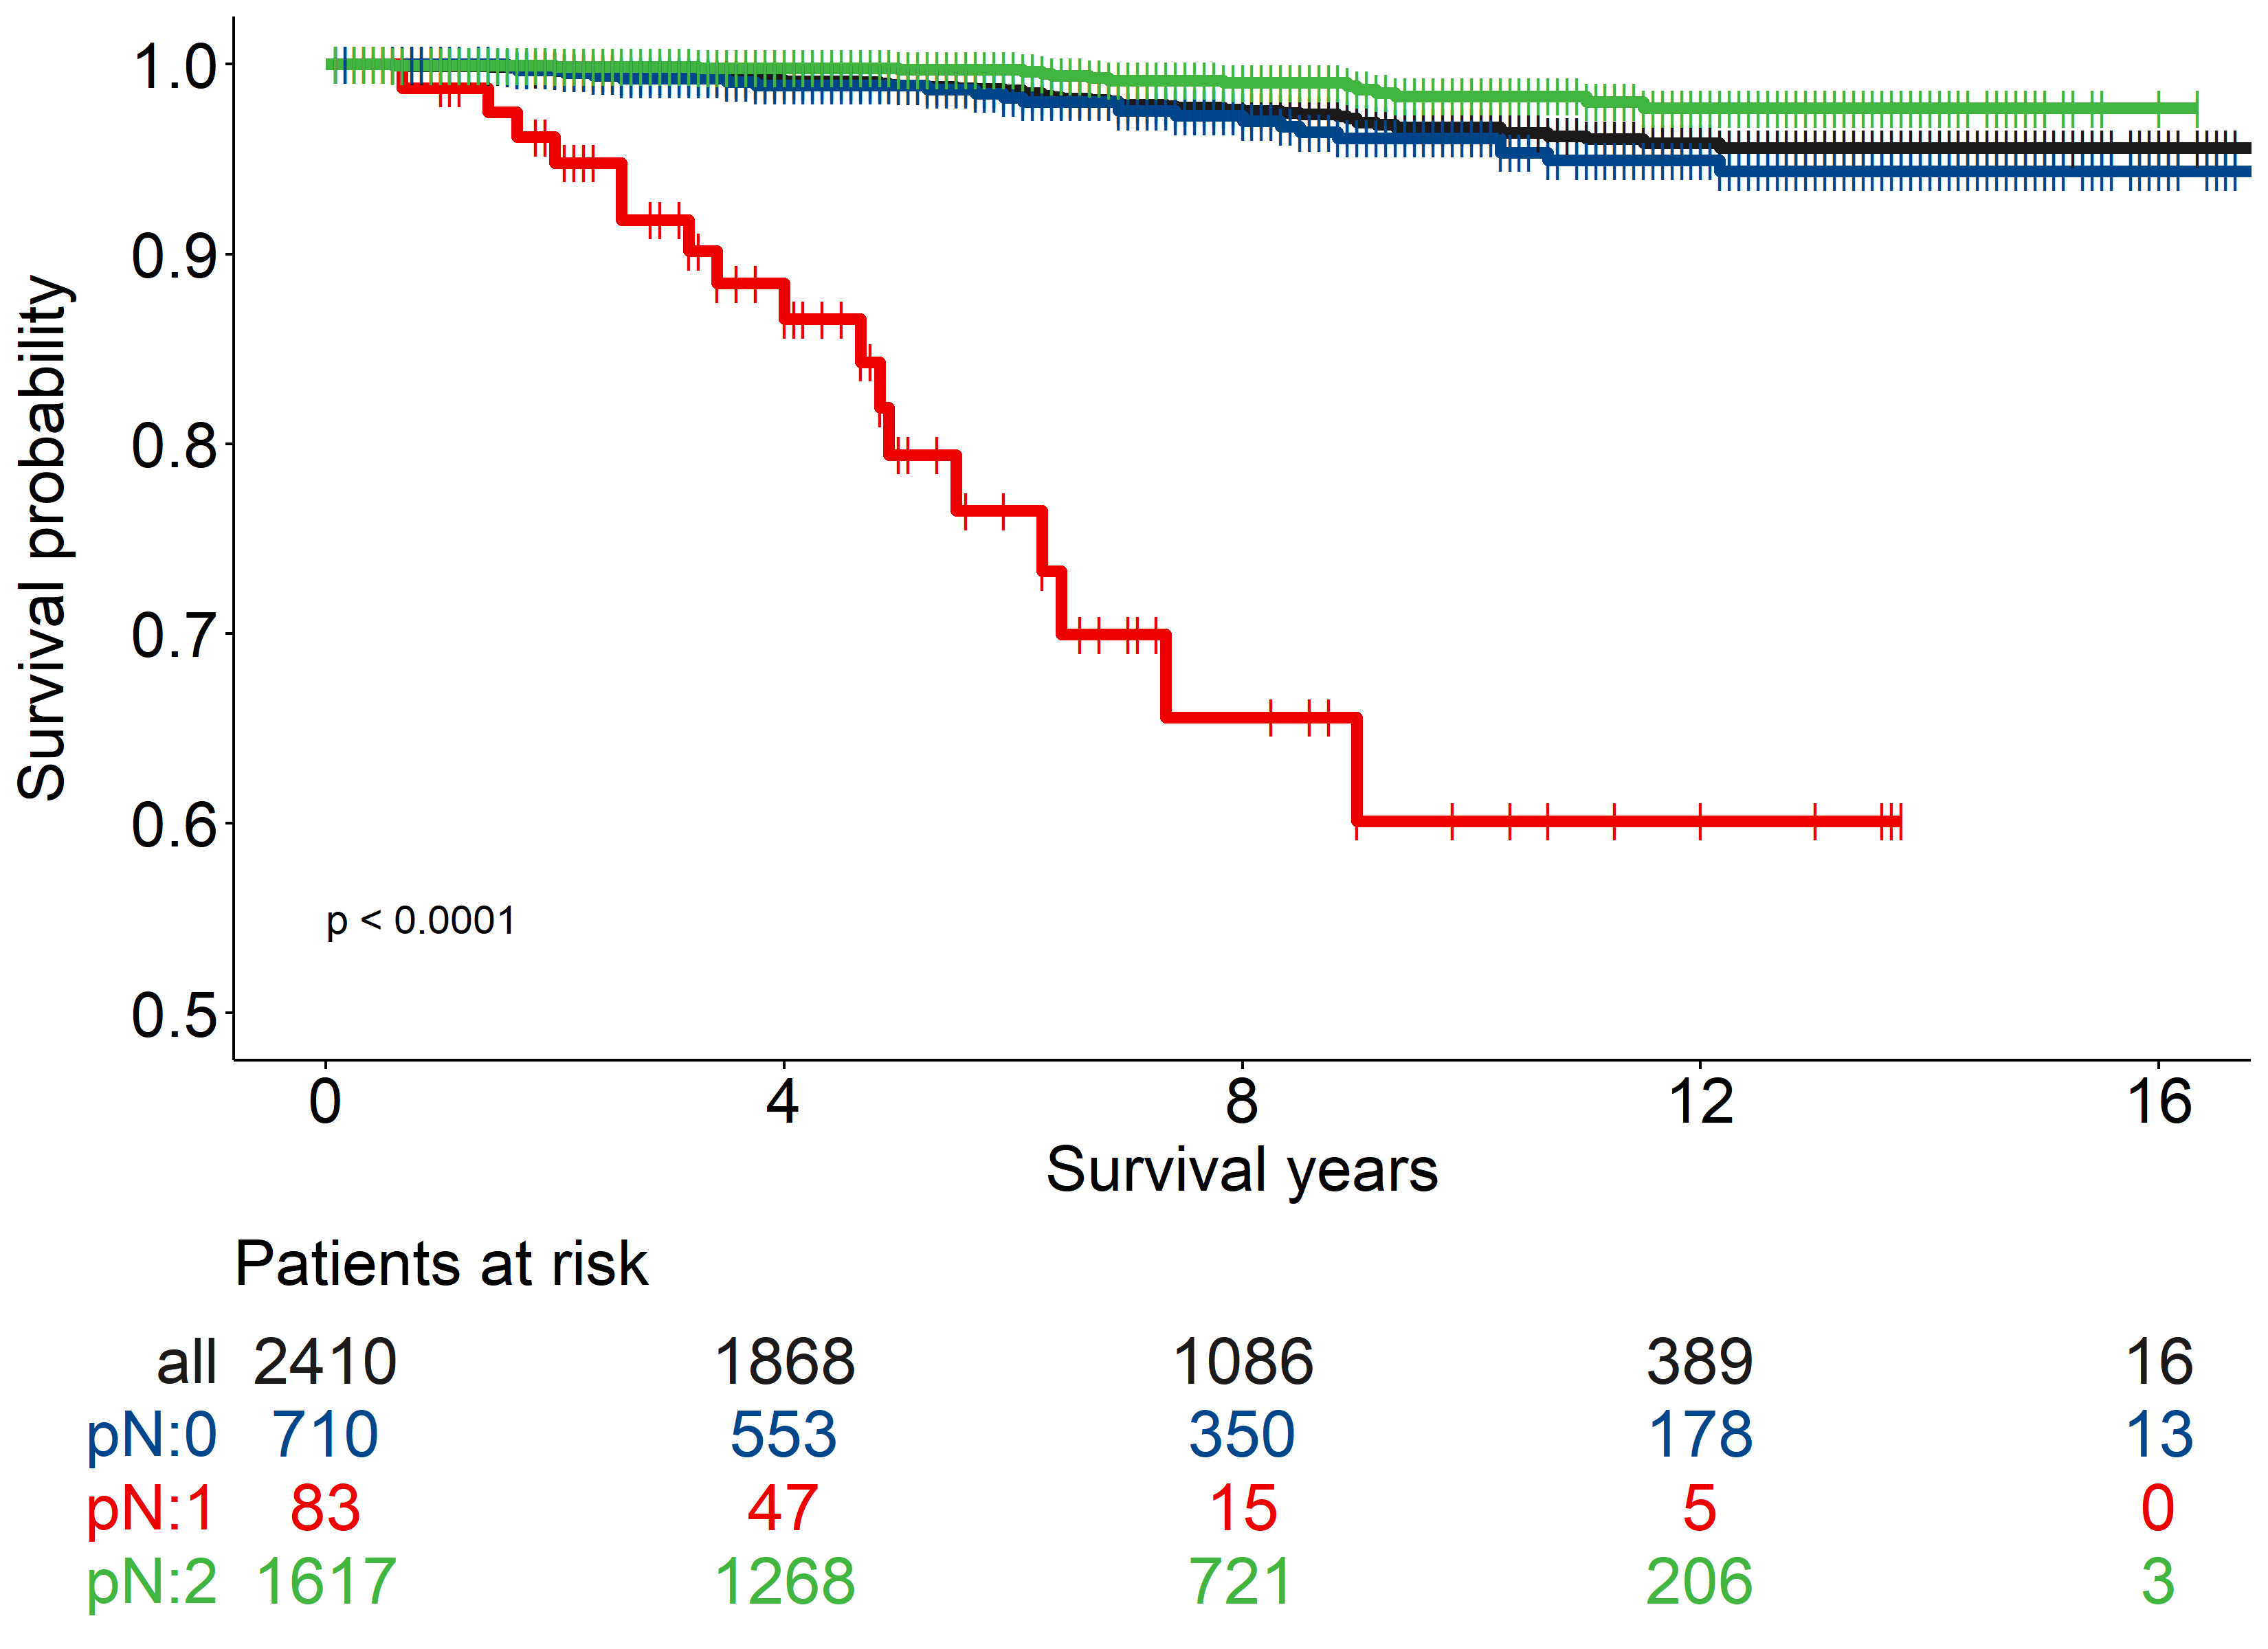 Survival probability
1.0
0.9
0.8
0.7
0.6
0.5
p < 0.0001
0 4 8 12 16
Survival years
Patients at risk
all 2410 1868 1086 389 16
pN:0 710 553 350 178 13
pN:1 83 47 15 5 0
pN:2 1617 1268 721 206 3